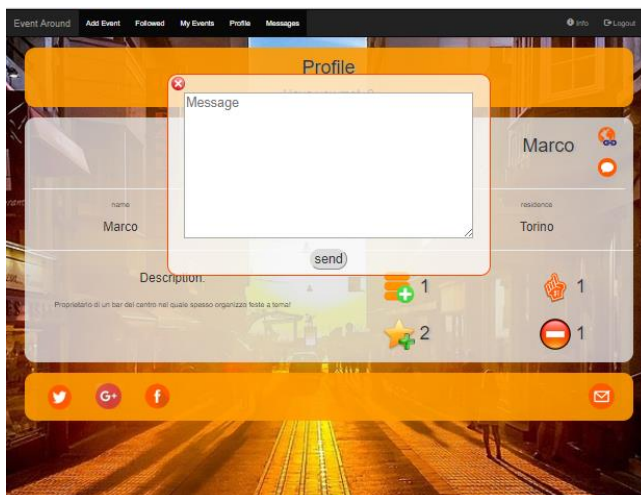 Event Around Add Event Followed My Events Profile Messages Info Logout
Profile
Message
Marco
name
residence
Marco
Torino
send
Description:
1
1
Proprietario di un bar del centro nel quale spesso organizzo feste a tema!
2
1
G+
f